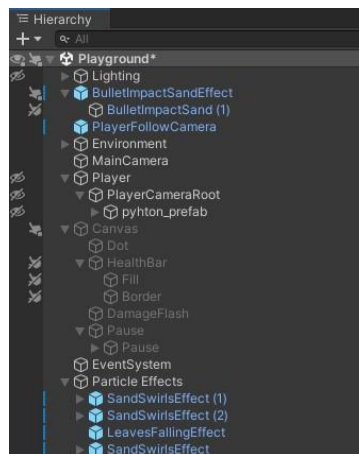 Hierarchy
All
Playground*
Lighting
BulletImpactSandEffect
BulletImpactSand (1)
PlayerFollowCamera
Environment
MainCamera
Player
PlayerCameraRoot
pyhton_prefab
Canvas
Dot
HealthBar
Fill
Border
DamageFlash
Pause
Pause
EventSystem
Particle Effects
SandSwirlsEffect (1)
SandSwirlsEffect (2)
LeavesFallingEffect
SandSwirlsEffect